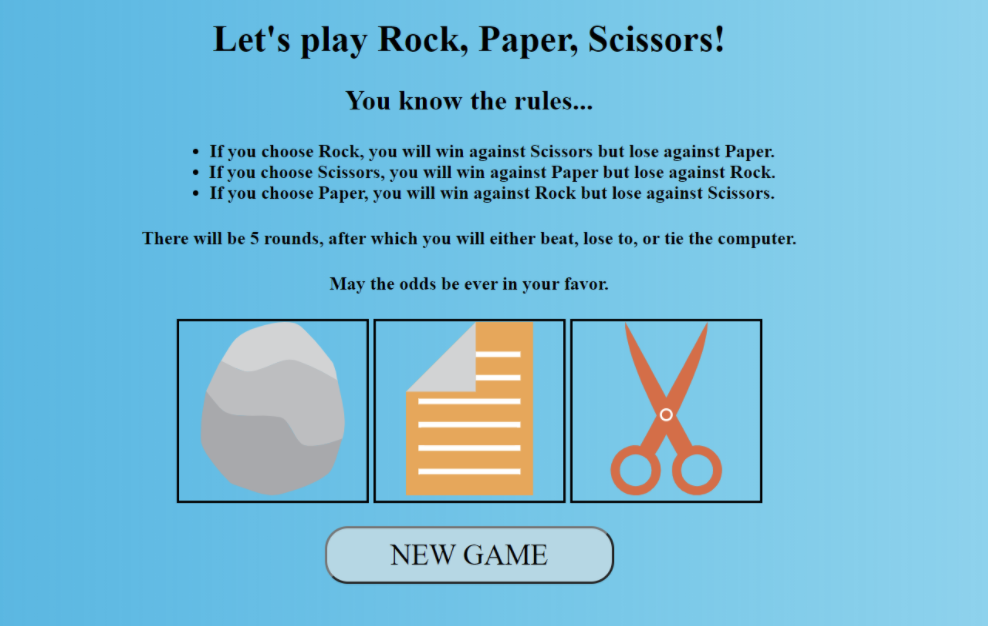 Let's play Rock, Paper, Scissors!
You know the rules...
• If you choose Rock, you will win against Scissors but lose against Paper.
• If you choose Scissors, you will win against Paper but lose against Rock.
• If you choose Paper, you will win against Rock but lose against Scissors.
There will be 5 rounds, after which you will either beat, lose to, or tie the computer.
May the odds be ever in your favor.
NEW GAME